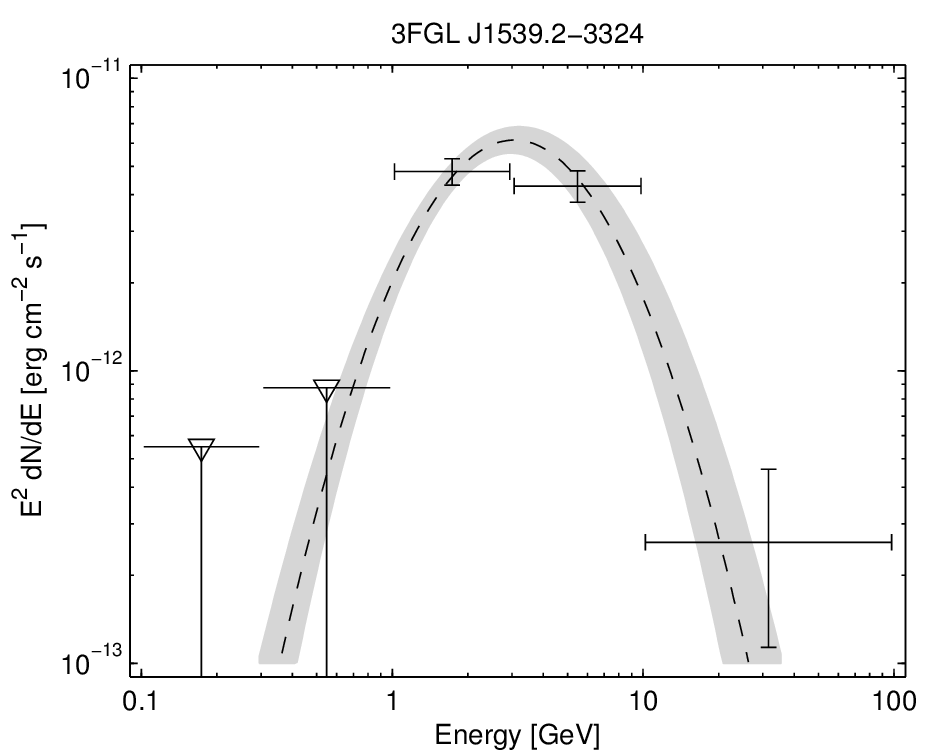 3FGL J1539.2−3324
10⁻¹¹
10⁻¹²
10⁻¹³
E² dN/dE [erg cm⁻² s⁻¹]
0.1 1 10 100
Energy [GeV]